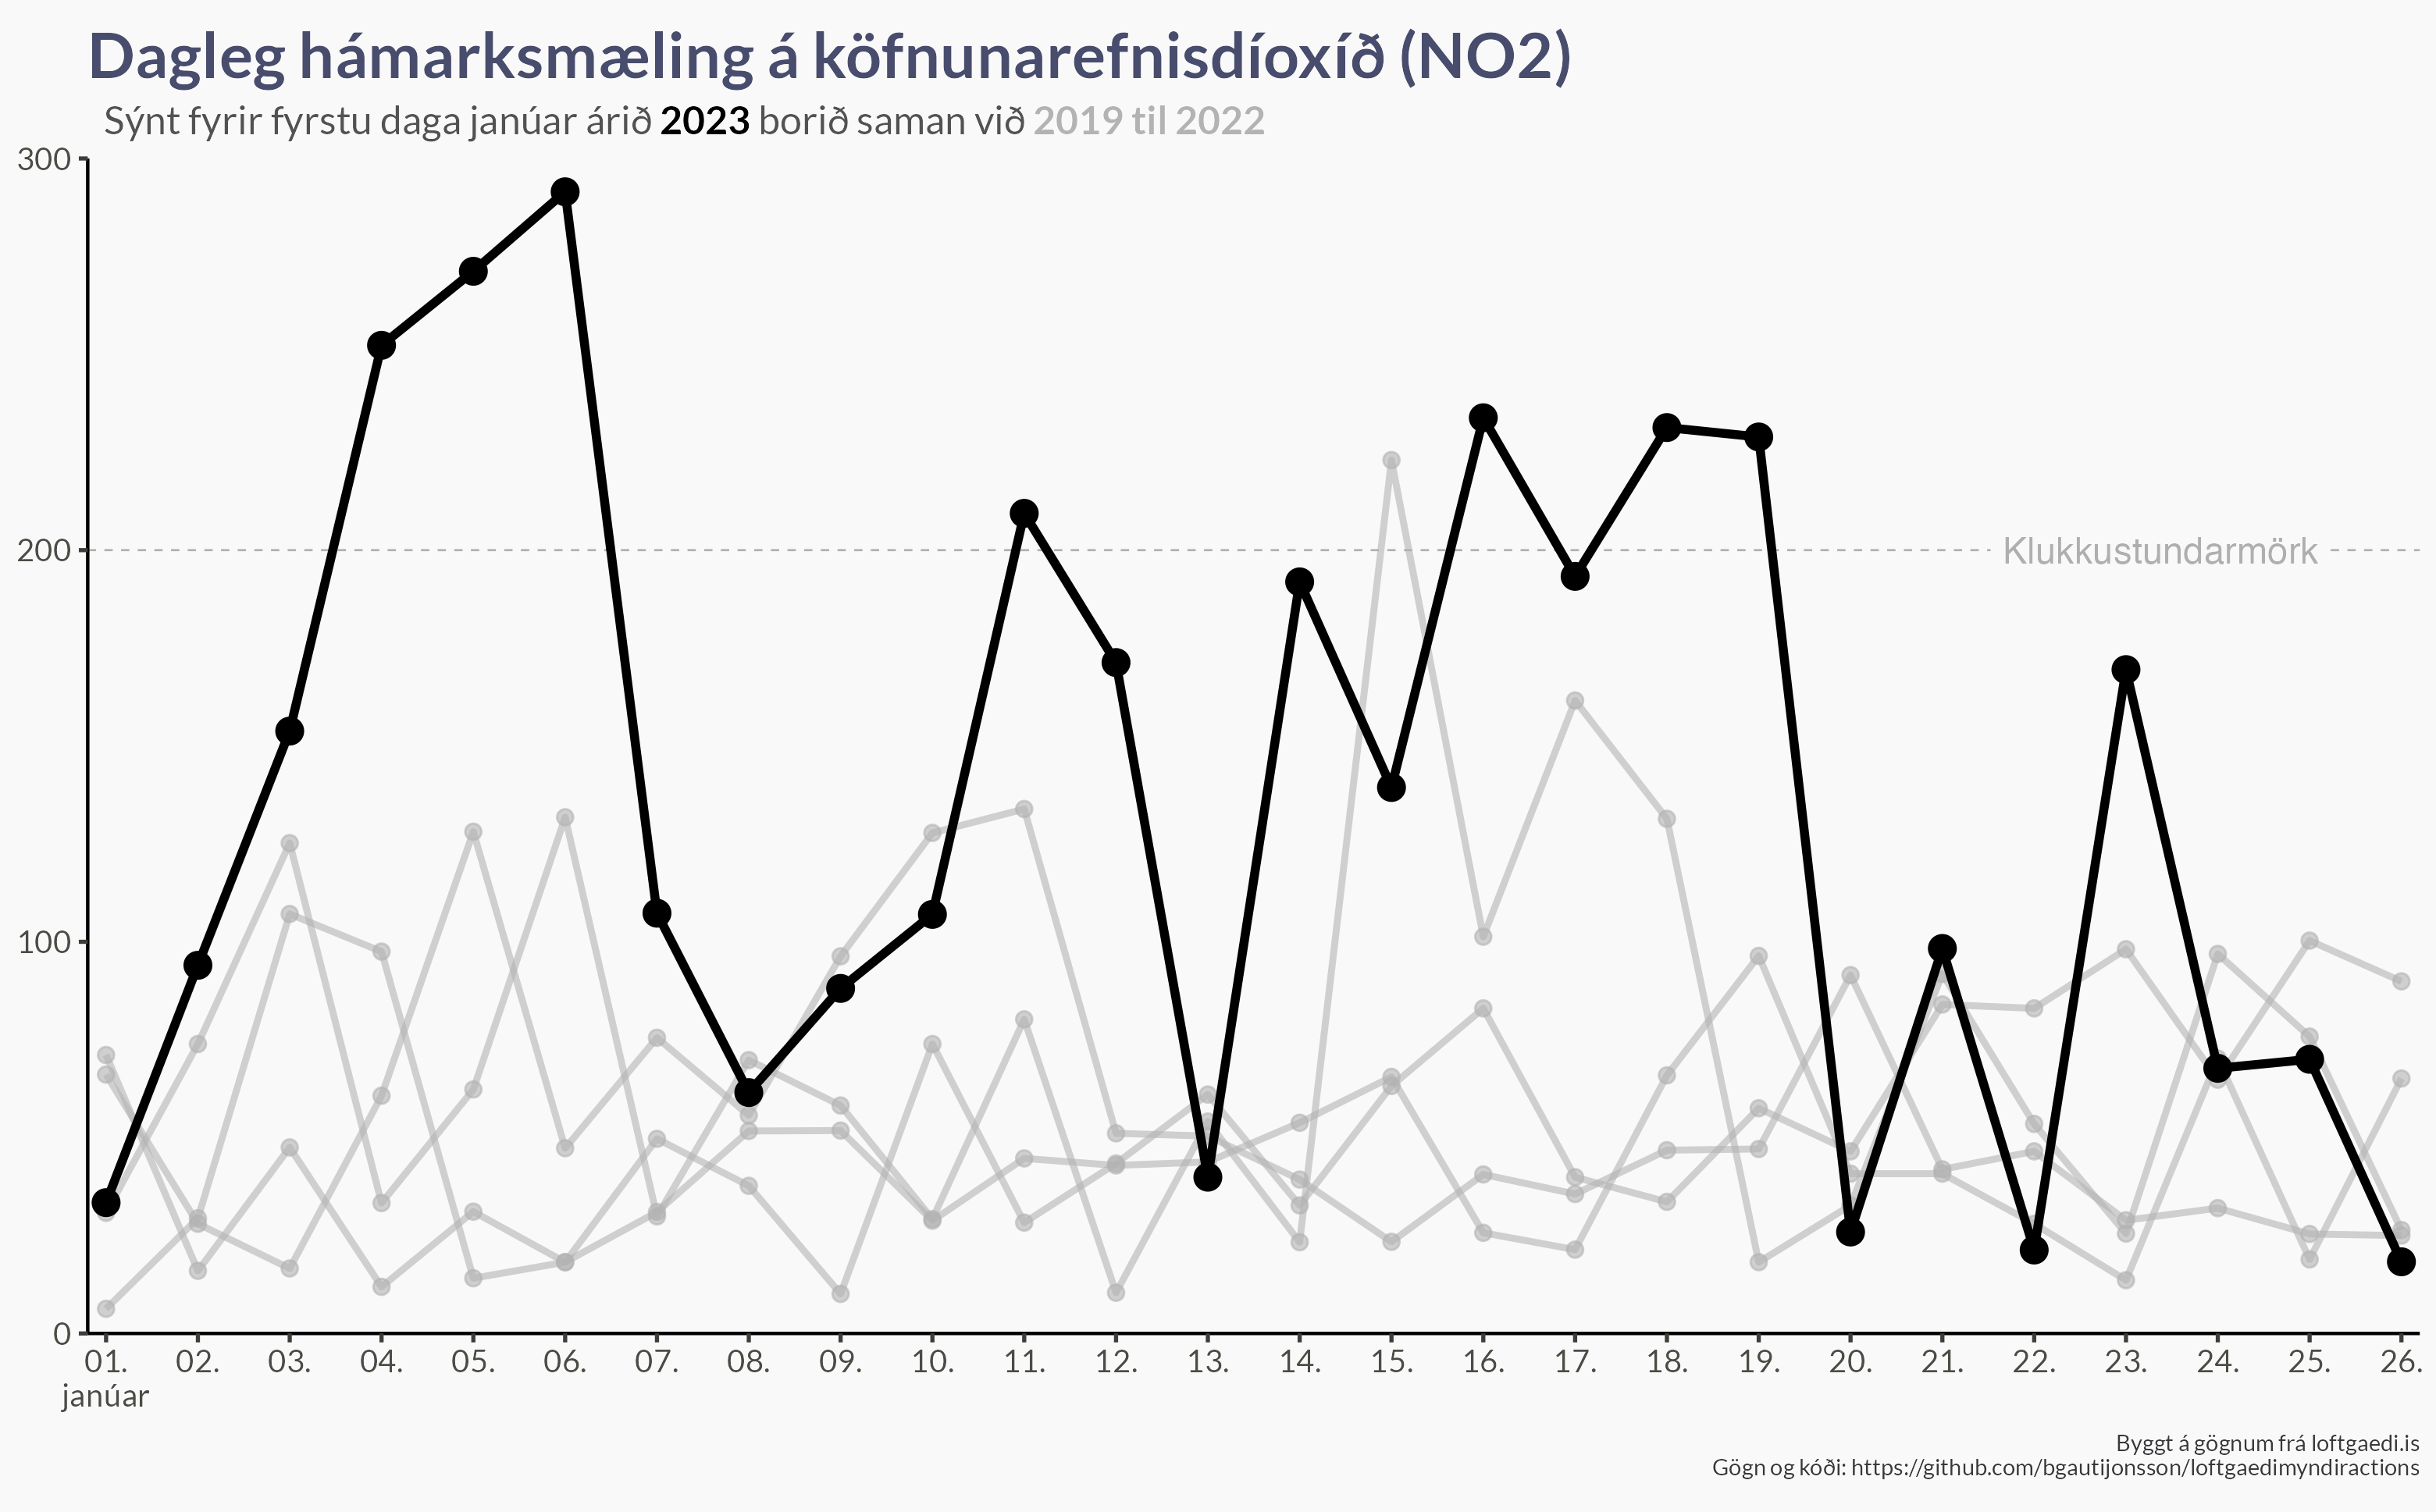 Dagleg hámarksmæling á köfnunarefnisdíoxíð (NO2)
Sýnt fyrir fyrstu daga janúar árið 2023 borið saman við 2019 til 2022
300
200
Klukkustundarmörk
100
0
01. 02. 03. 04. 05. 06. 07. 08. 09. 10. 11. 12. 13. 14. 15. 16. 17. 18. 19. 20. 21. 22. 23. 24. 25. 26.
janúar
Byggt á gögnum frá loftgaedi.is
Gögn og kóði: https://github.com/bgautijonsson/loftgaedimyndiractions